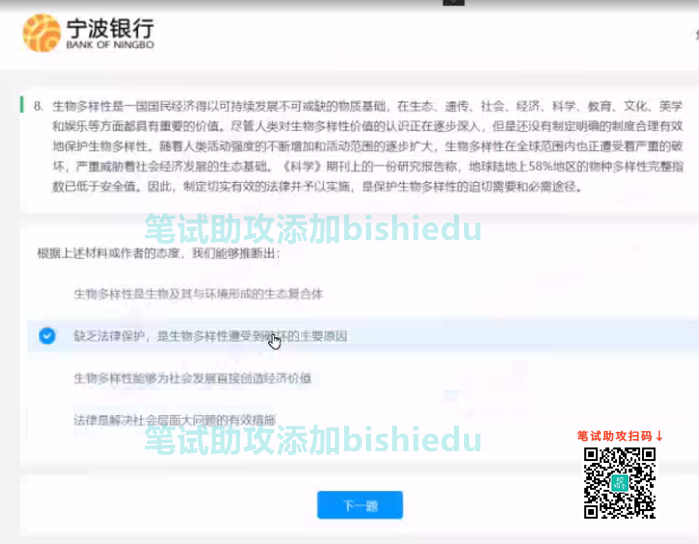 宁波银行
BANK OF NINGBO
8. 生物多样性是一国国民经济得以可持续发展不可或缺的物质基础，在生态、遗传、社会、经济、科学、教育、文化、美学
和娱乐等方面都具有重要的价值。尽管人类对生物多样性价值的认识正在逐步深入，但是还没有制定明确的制度合理有效
地保护生物多样性。随着人类活动强度的不断增加和活动范围的逐步扩大，生物多样性在全球范围内也正遭受着严重的破
坏，严重威胁着社会经济发展的生态基础。《科学》期刊上的一份研究报告称，地球陆地上58%地区的物种多样性完整指
数已低于安全值。因此，制定切实有效的法律并予以实施，是保护生物多样性的迫切需要和必需途径。
笔试助攻添加bishiedu
根据上述材料或作者的态度，我们能够推断出：
生物多样性是生物及其与环境形成的生态复合体
缺乏法律保护，是生物多样性遭受到破坏的主要原因
生物多样性能够为社会发展直接创造经济价值
法律是解决社会层面大问题的有效措施
笔试助攻添加bishiedu
笔试助攻扫码↓
下一题